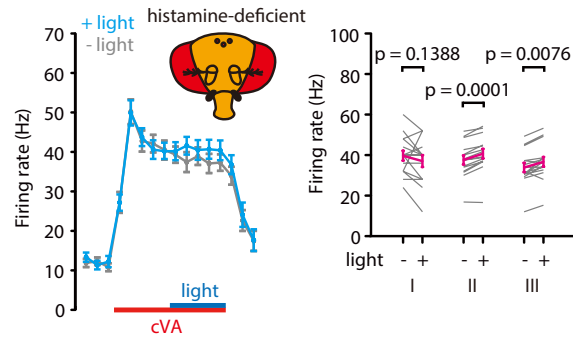 histamine-deficient
+ light
- light
Firing rate (Hz)
70
60
50
40
30
20
10
0
light
cVA
Firing rate (Hz)
100
80
60
40
20
0
p = 0.1388
p = 0.0001
p = 0.0076
light - + - + - +
I II III